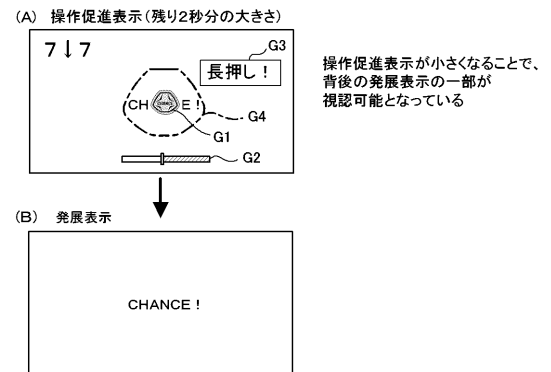 (A) 操作促進表示(残り2秒分の大きさ)
7↓7
G3
長押し!
CH E!
CHANCE
G4
G1
G2
操作促進表示が小さくなることで、
背後の発展表示の一部が
視認可能となっている
(B) 発展表示
CHANCE!